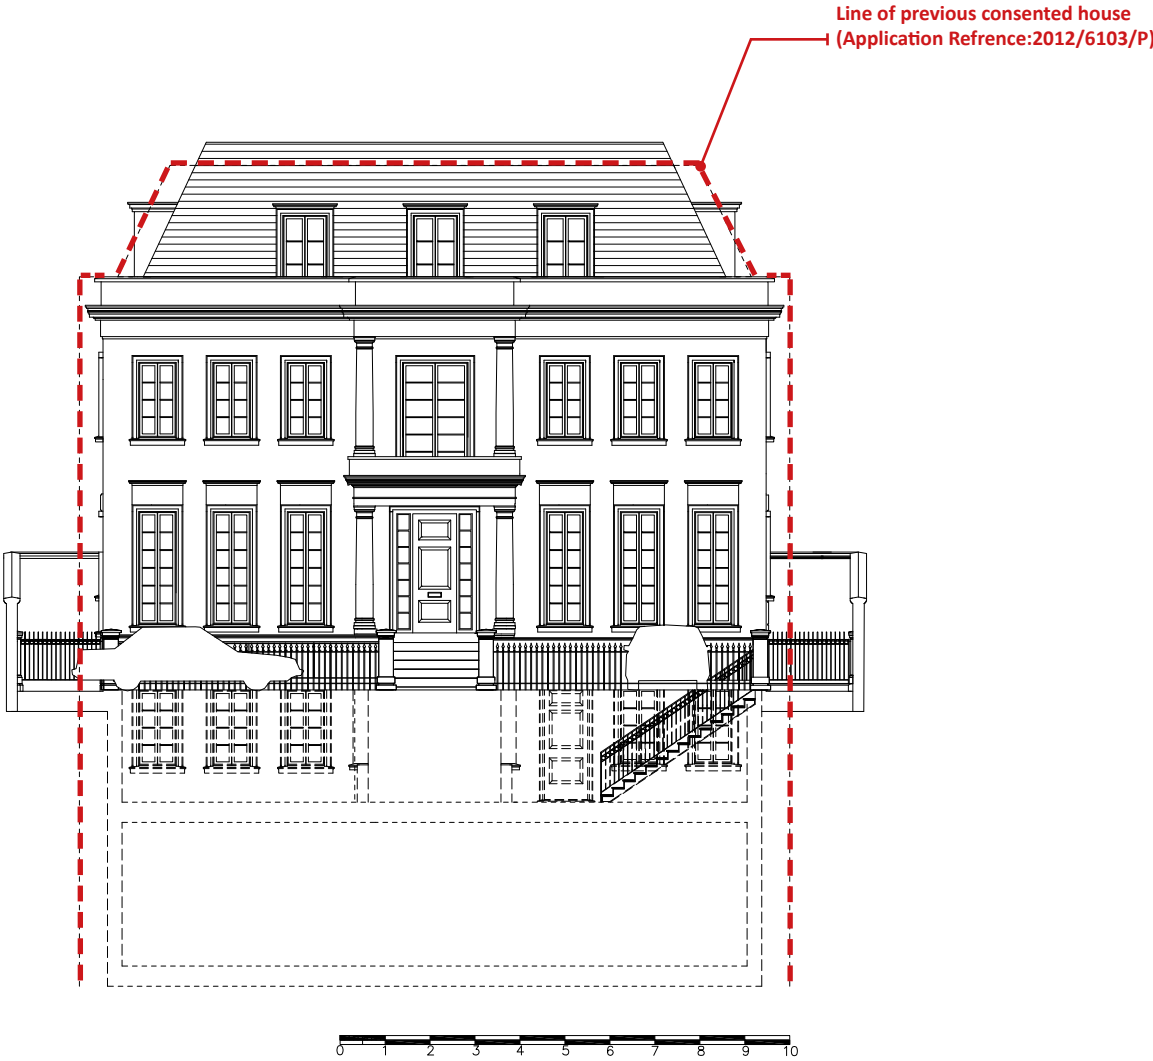 Line of previous consented house
(Application Refrence:2012/6103/P)
0 1 2 3 4 5 6 7 8 9 10